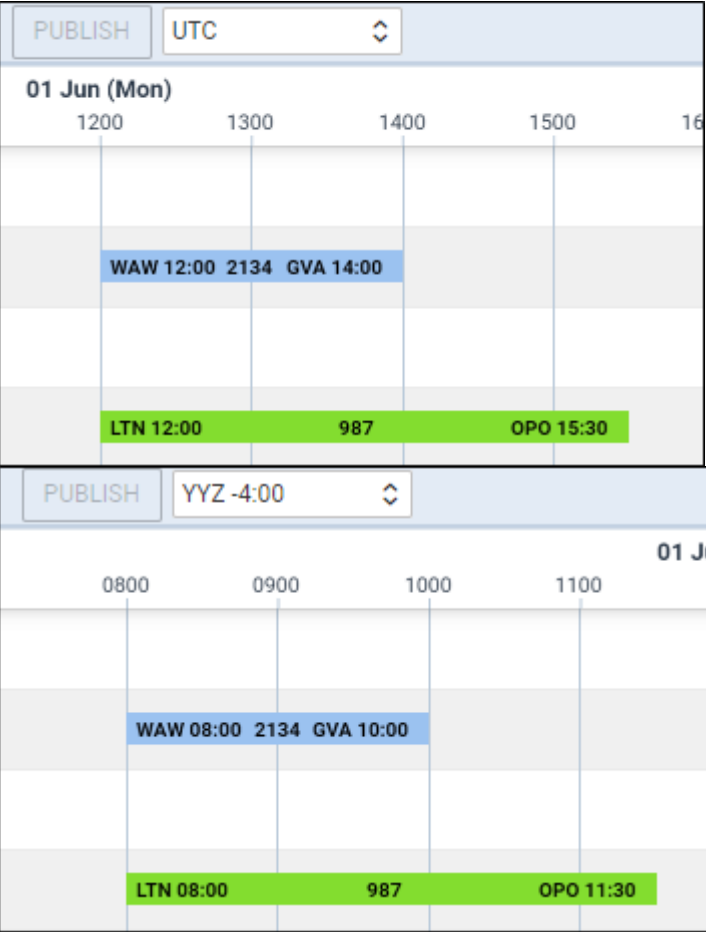 PUBLISH UTC
01 Jun (Mon)
1200 1300 1400 1500 16
WAW 12:00 2134 GVA 14:00
LTN 12:00 987 OPO 15:30
PUBLISH YYZ -4:00
01 J
0800 0900 1000 1100
WAW 08:00 2134 GVA 10:00
LTN 08:00 987 OPO 11:30